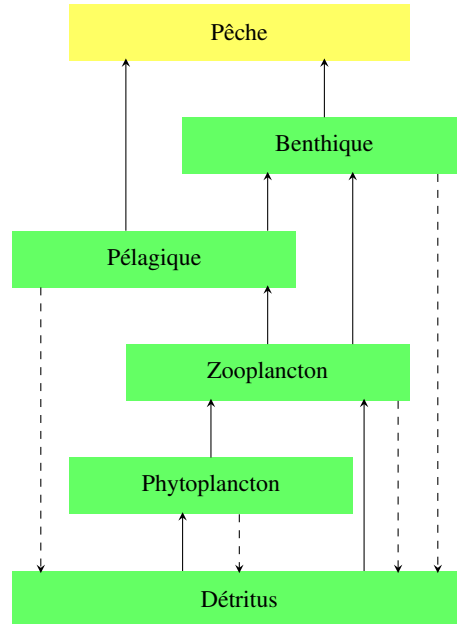 Pêche
Benthique
Pélagique
Zooplancton
Phytoplancton
Détritus